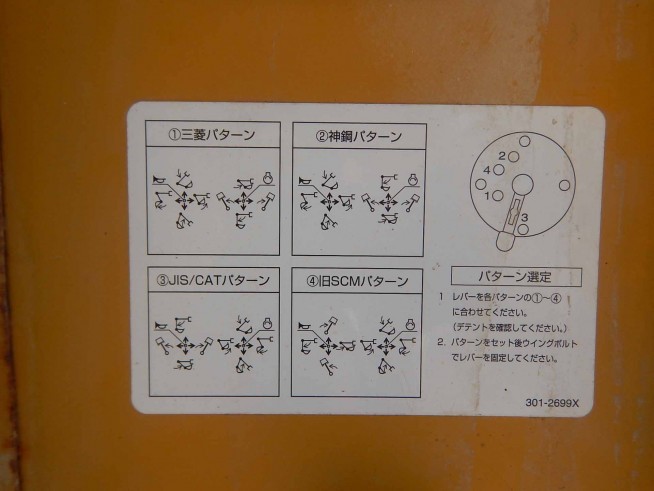 ①三菱パターン
②神鋼パターン
③JIS/CATパターン
④旧SCMパターン
2
4
1
3
パターン選定
1 レバーを各パターンの①〜④
に合わせてください。
(デテントを確認してください。)
2. パターンをセット後ウイングボルト
でレバーを固定してください。
301-2699X